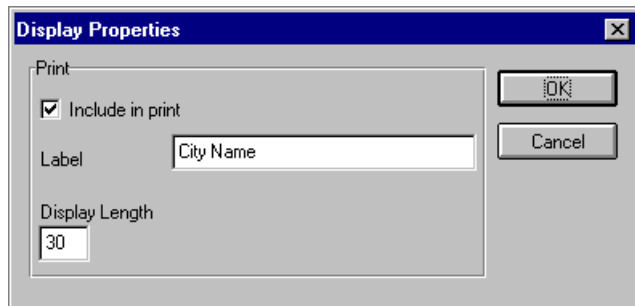 Display Properties
Print
Include in print
OK
Label
City Name
Cancel
Display Length
30